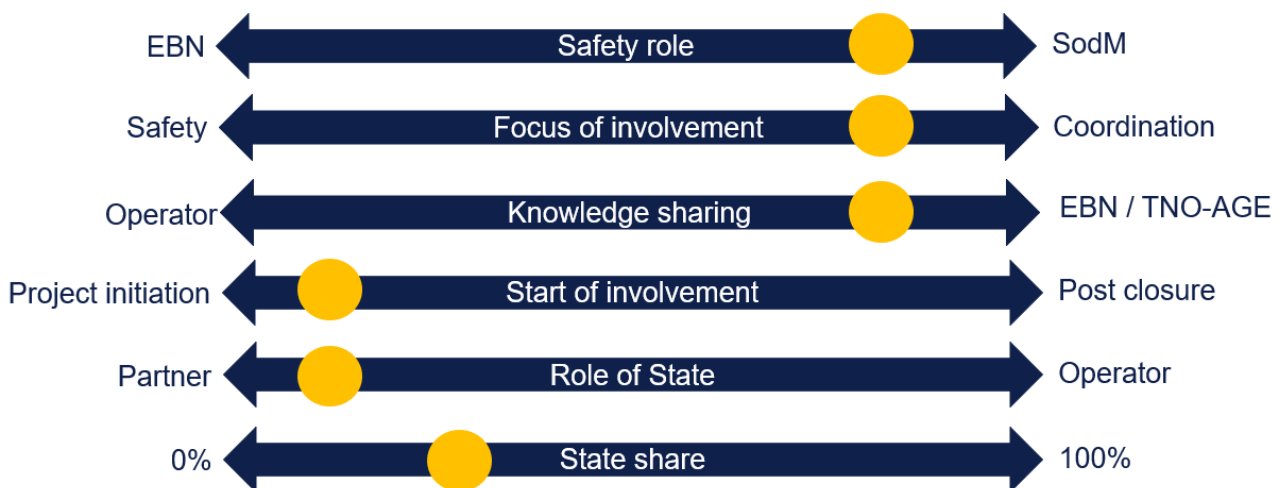 EBN Safety role SodM
Safety Focus of involvement Coordination
Operator Knowledge sharing EBN / TNO-AGE
Project initiation Start of involvement Post closure
Partner Role of State Operator
0% State share 100%